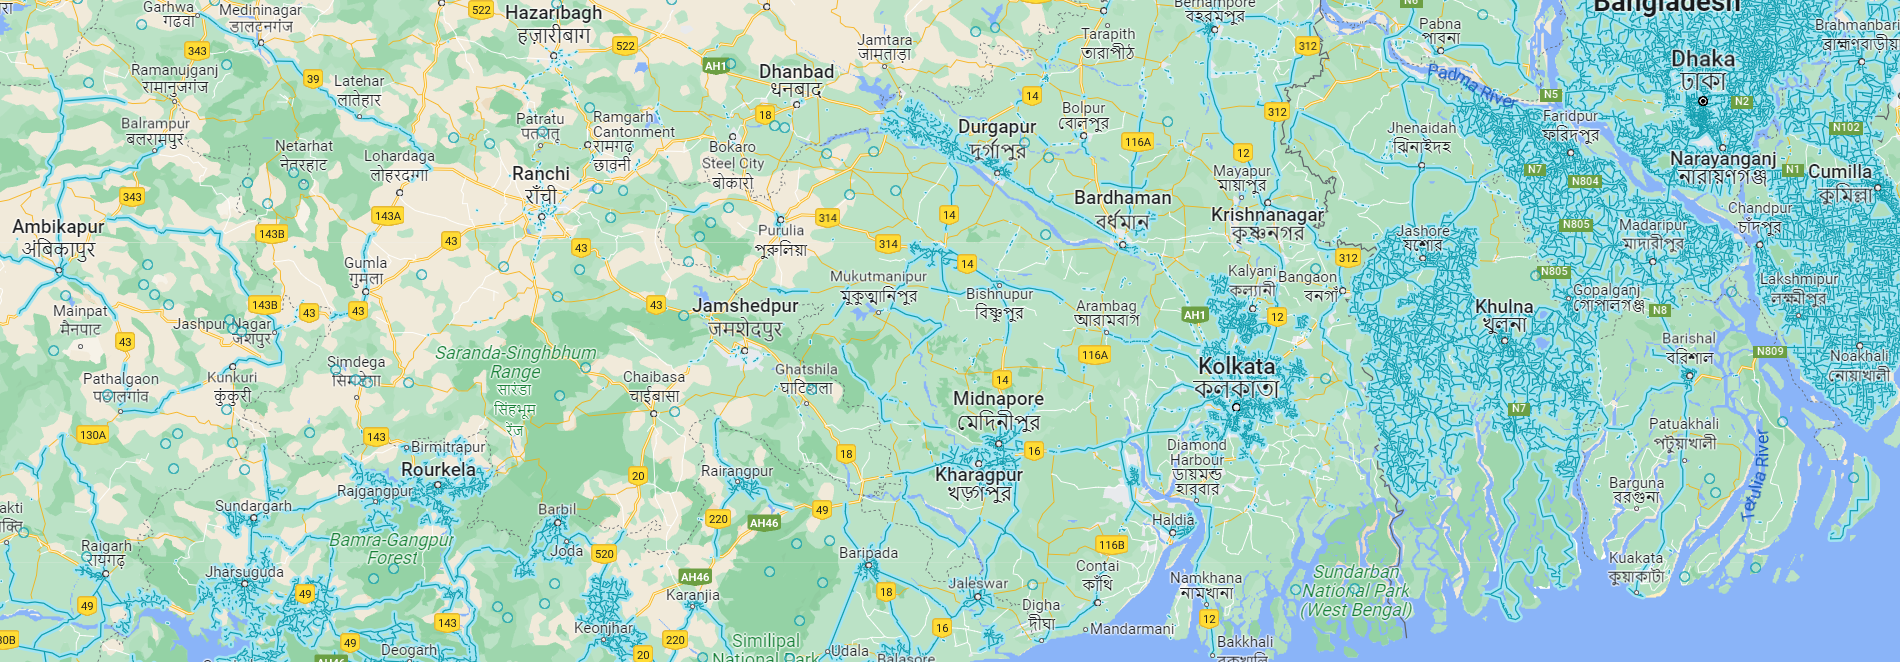 Garhwa
गढवा
Medininagar
डालटनगंज
522
Hazaribagh
हज़ारीबाग
522
Jamtara
जामताड़ा
Tarapith
তারাপীঠ
Berhampore
বহরমপুর
312
N6
Pabna
পাবনা
Bangladesh
Brahmanbari
ব্রাহ্মণবাড়ীয়
Dhaka
ঢাকা
343
Ramanujganj
रामानुजगंज
39
Latehar
लातेहार
AH1
Dhanbad
धनबाद
18
14
Bolpur
বোলপুর
312
Padma River
N5
N2
Faridpur
ফরিদপুর
N102
Balrampur
बलरामपुर
Netarhat
नेतरहाट
Patratu
पतरातू
Ramgarh
Cantonment
रामगढ़
छावनी
Bokaro
Steel City
बोकारो
Durgapur
দুর্গাপুর
116A
12
Jhenaidah
ঝিনাইদহ
Narayanganj
নারায়ণগঞ্জ
N1
Cumilla
কুমিল্লা
Lohardaga
लोहरदग्गा
Ranchi
राँची
343
143A
Mayapur
মায়াপুর
N7
N804
Bardhaman
বর্ধমান
Krishnanagar
কৃষ্ণনগর
Chandpur
চাঁদপুর
Ambikapur
अंबिकापुर
143B
43
43
314
Purulia
পুরুলিয়া
314
14
14
312
Jashore
যশোর
N805
Madaripur
মাদারীপুর
Gumla
गुमला
Mukutmanipur
মুকুটমানিপুর
Bishnupur
বিষ্ণুপুর
Kalyani
কল্যানী
Bangaon
বনগাঁ
N805
Gopalganj
গোপালগঞ্জ
Lakshmipur
লক্ষ্মীপুর
143B
43
43
43
Jamshedpur
जमशेदपुर
Arambag
আরামবাগ
AH1
12
Khulna
খুলনা
N8
Mainpat
मैनपाट
Jashpur Nagar
जशपुर
43
Barishal
বরিশাল
N809
Noakhali
নোয়াখালী
Saranda-Singhbhum
Range
सारंडा
सिंहभूम
रेंज
Simdega
सिमडेगा
116A
Kolkata
কলকাতা
Pathalgaon
पत्थलगाँव
Kunkuri
कुंकुरी
Chaibasa
चाईबासा
Ghatshila
घाटशिला
14
Midnapore
মেদিনীপুর
N7
Patuakhali
পটুয়াখালী
Tetulia River
130A
143
Birmitrapur
Rourkela
Rajgangpur
20
Rairangpur
18
16
Kharagpur
খড়গপুর
Diamond
Harbour
ডায়মন্ড
হারবার
Barguna
বরগুনা
Sundargarh
Barbil
Joda
220
AH46
49
Haldia
Bamra-Gangpur
Forest
Raigarh
रायगढ़
Jharsuguda
520
Baripada
116B
Contai
কাঁথি
Namkhana
নামখানা
Sundarban
National Park
(West Bengal)
Kuakata
কুয়াকাটা
AH46
Karanjia
18
Jaleswar
49
49
143
Keonjhar
220
16
Digha
দীঘা
Mandarmani
12
Bakkhali
49
Deogarh
20
Similipal
National Park
Udala
Balasore